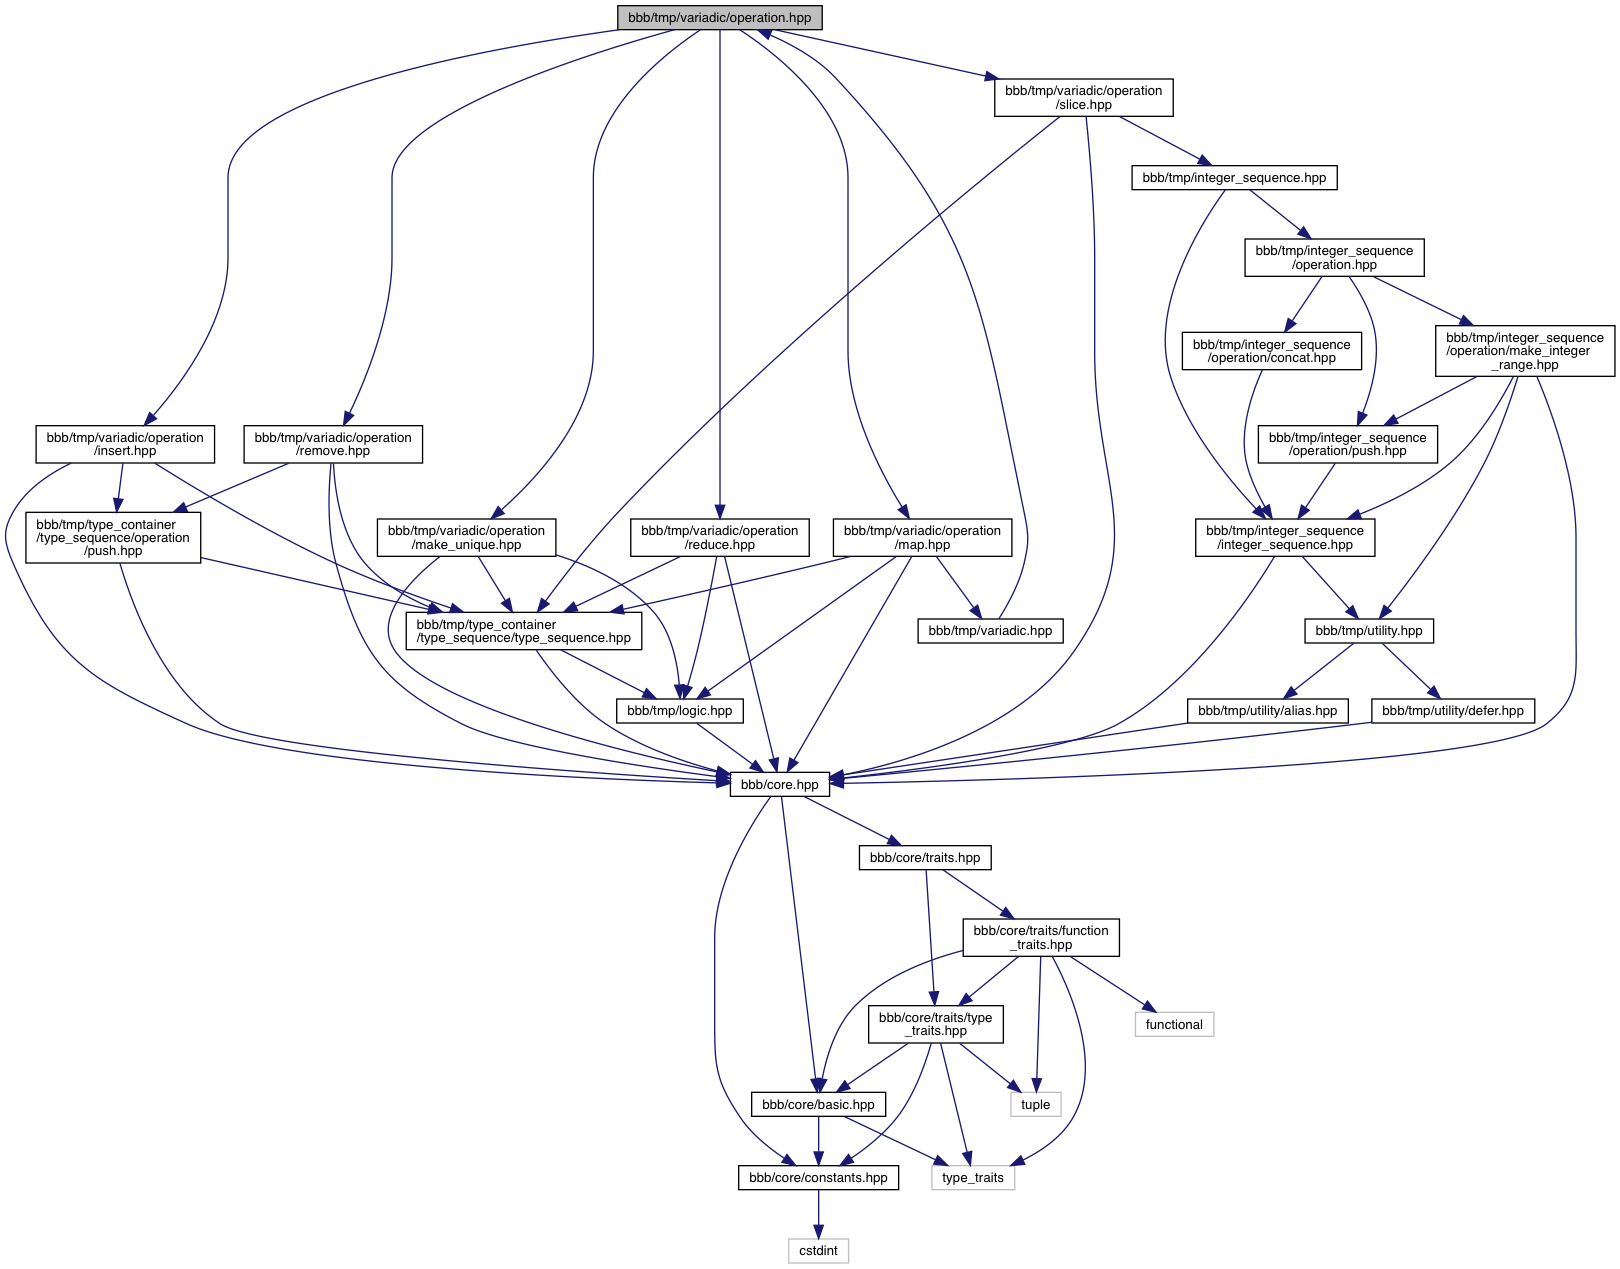 bbb/tmp/variadic/operation.hpp
bbb/tmp/variadic/operation
/slice.hpp
bbb/tmp/integer_sequence.hpp
bbb/tmp/integer_sequence
/operation.hpp
bbb/tmp/integer_sequence
/operation/concat.hpp
bbb/tmp/integer_sequence
/operation/make_integer
_range.hpp
bbb/tmp/variadic/operation
/insert.hpp
bbb/tmp/variadic/operation
/remove.hpp
bbb/tmp/integer_sequence
/operation/push.hpp
bbb/tmp/type_container
/type_sequence/operation
/push.hpp
bbb/tmp/variadic/operation
/make_unique.hpp
bbb/tmp/variadic/operation
/reduce.hpp
bbb/tmp/variadic/operation
/map.hpp
bbb/tmp/integer_sequence
/integer_sequence.hpp
bbb/tmp/type_container
/type_sequence/type_sequence.hpp
bbb/tmp/variadic.hpp
bbb/tmp/utility.hpp
bbb/tmp/logic.hpp
bbb/tmp/utility/alias.hpp
bbb/tmp/utility/defer.hpp
bbb/core.hpp
bbb/core/traits.hpp
bbb/core/traits/function
_traits.hpp
bbb/core/traits/type
_traits.hpp
functional
bbb/core/basic.hpp
tuple
bbb/core/constants.hpp
type_traits
cstdint